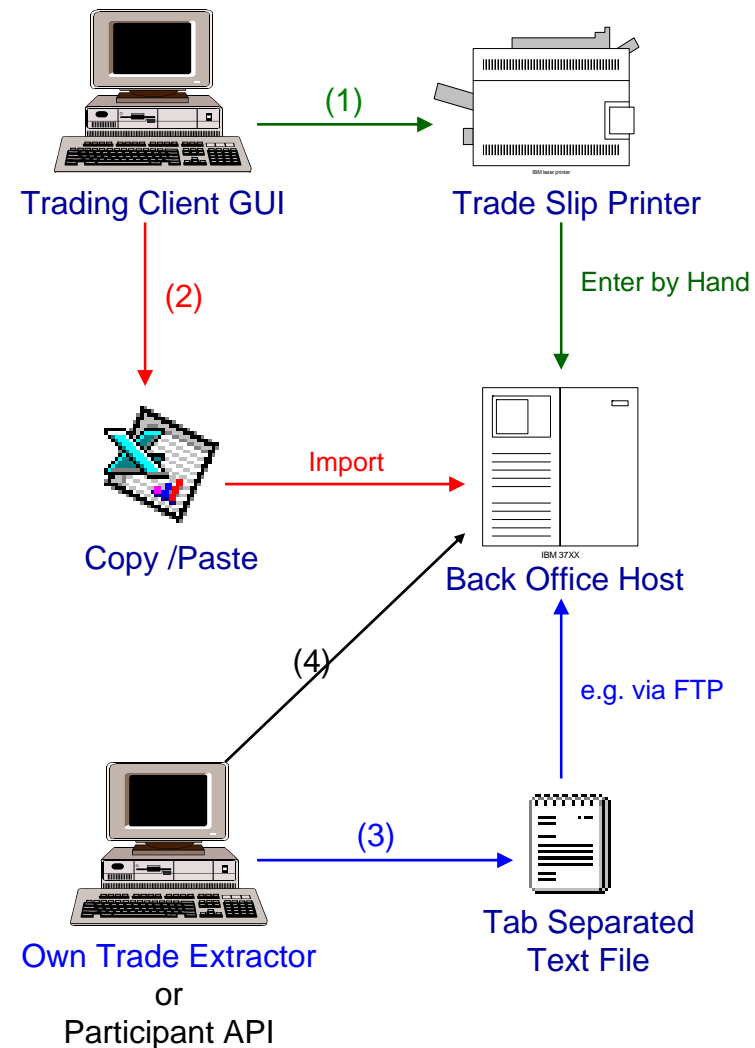 (1)
IBM laser printer
Trading Client GUI
Trade Slip Printer
(2)
Enter by Hand
Import
IBM 37XX
Copy /Paste
Back Office Host
(4)
e.g. via FTP
(3)
Own Trade Extractor
or
Participant API
Tab Separated
Text File